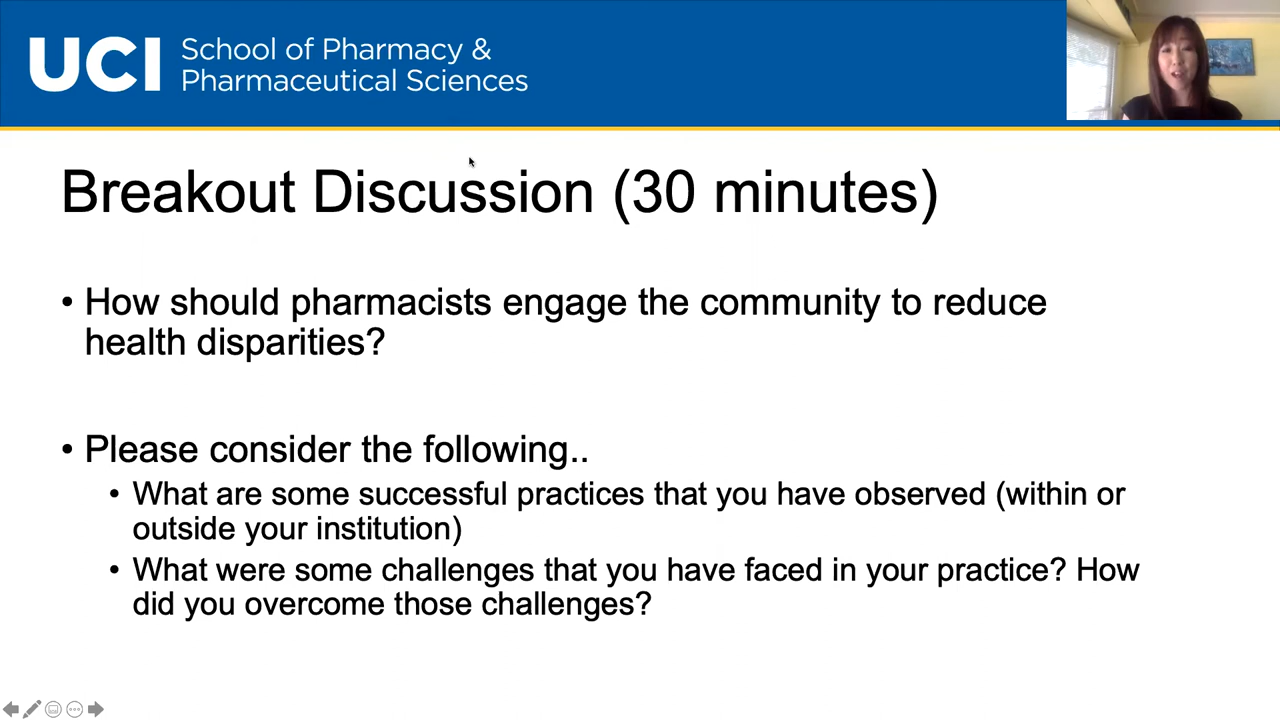 UCI School of Pharmacy &
Pharmaceutical Sciences
Breakout Discussion (30 minutes)
• How should pharmacists engage the community to reduce
health disparities?
• Please consider the following..
• What are some successful practices that you have observed (within or
outside your institution)
• What were some challenges that you have faced in your practice? How
did you overcome those challenges?